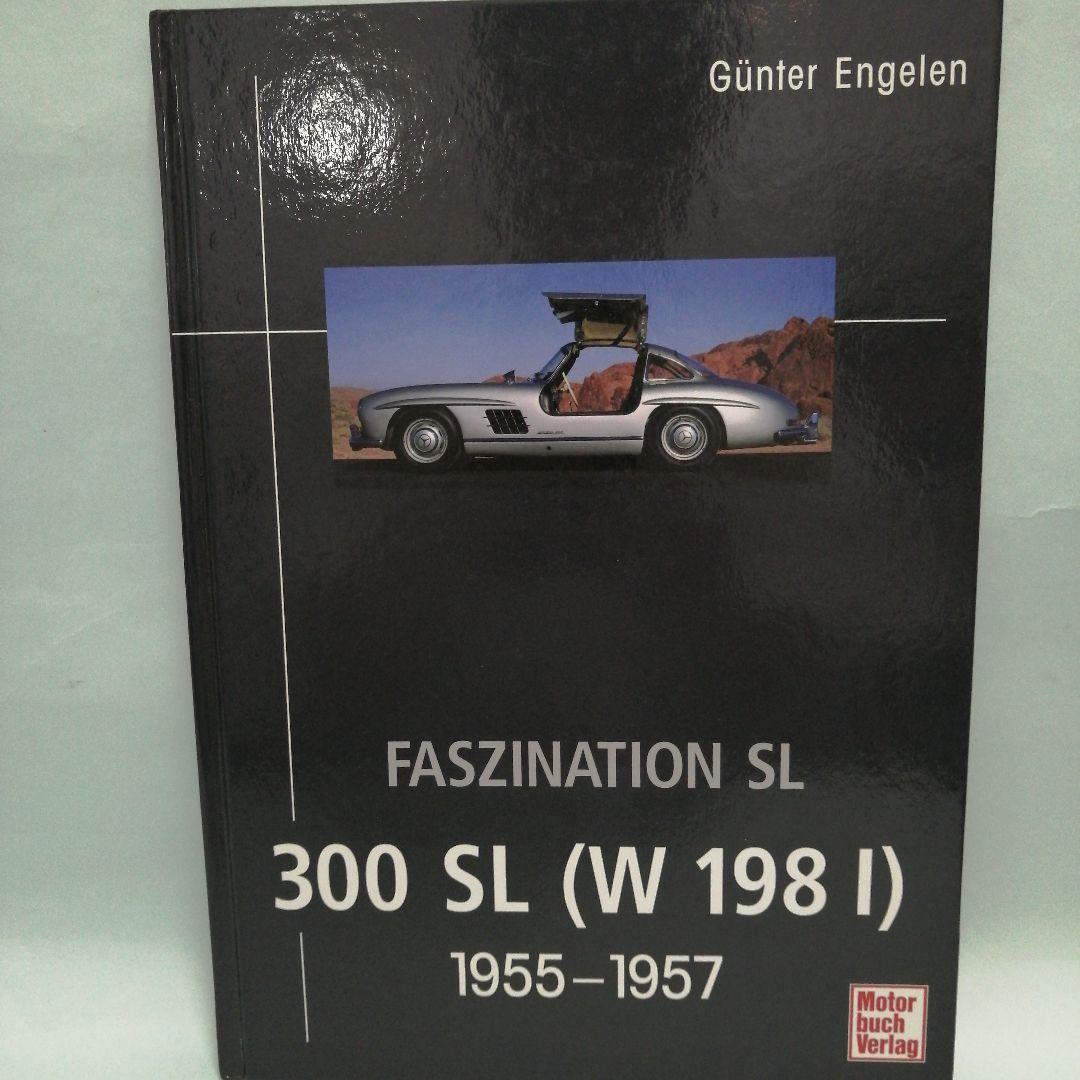 Günter Engelen
FASZINATION SL
300 SL (W 198 I)
1955–1957
Motor
buch
Verlag